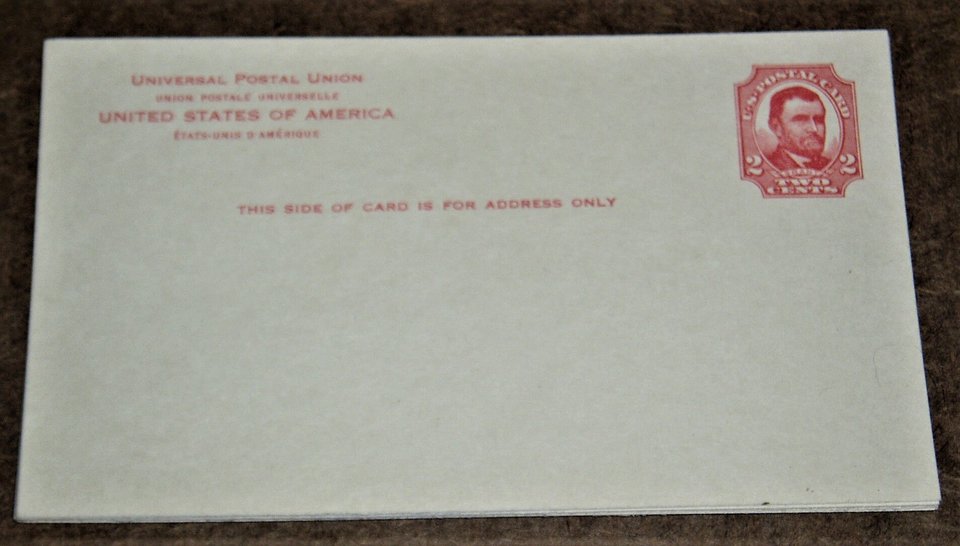 UNIVERSAL POSTAL UNION
UNION POSTALE UNIVERSELLE
UNITED STATES OF AMERICA
ÉTATS-UNIS D'AMÉRIQUE
THIS SIDE OF CARD IS FOR ADDRESS ONLY
U.S. POSTAL CARD
GRANT
2 2
TWO
CENTS